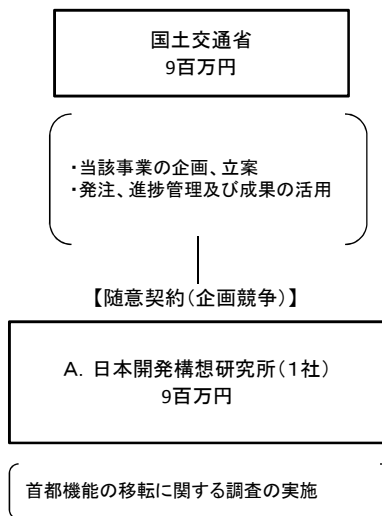 国土交通省
9百万円
・当該事業の企画、立案
・発注、進捗管理及び成果の活用
【随意契約（企画競争）】
A．日本開発構想研究所（1社）
9百万円
首都機能の移転に関する調査の実施